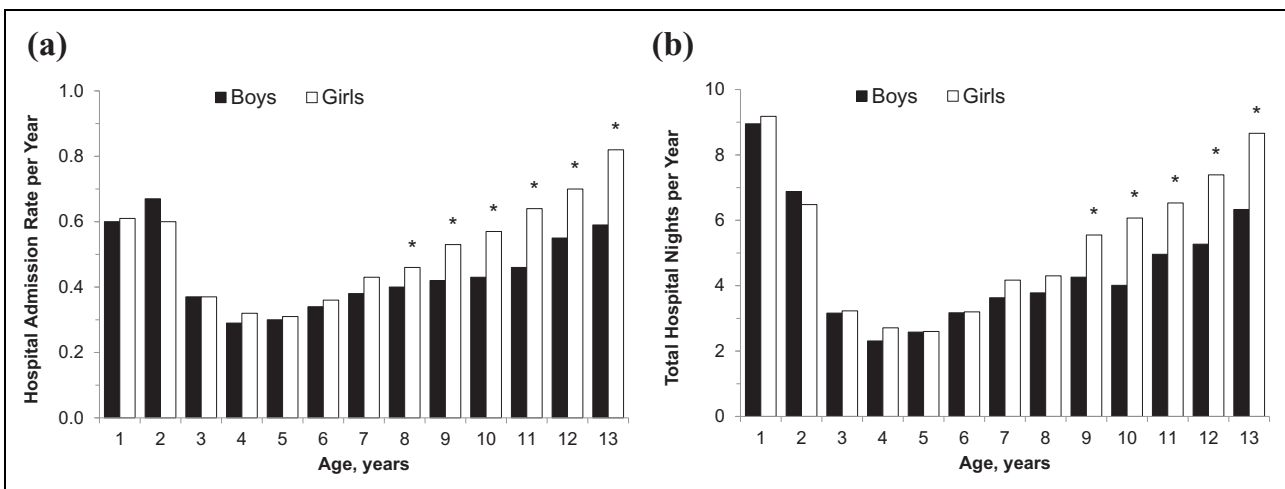 (a)
Boys Girls
Hospital Admission Rate per Year
1.0
0.8
0.6
0.4
0.2
0.0
* * * * * *
1 2 3 4 5 6 7 8 9 10 11 12 13
Age, years
(b)
Boys Girls
Total Hospital Nights per Year
10
8
6
4
2
0
* * * * *
1 2 3 4 5 6 7 8 9 10 11 12 13
Age, years